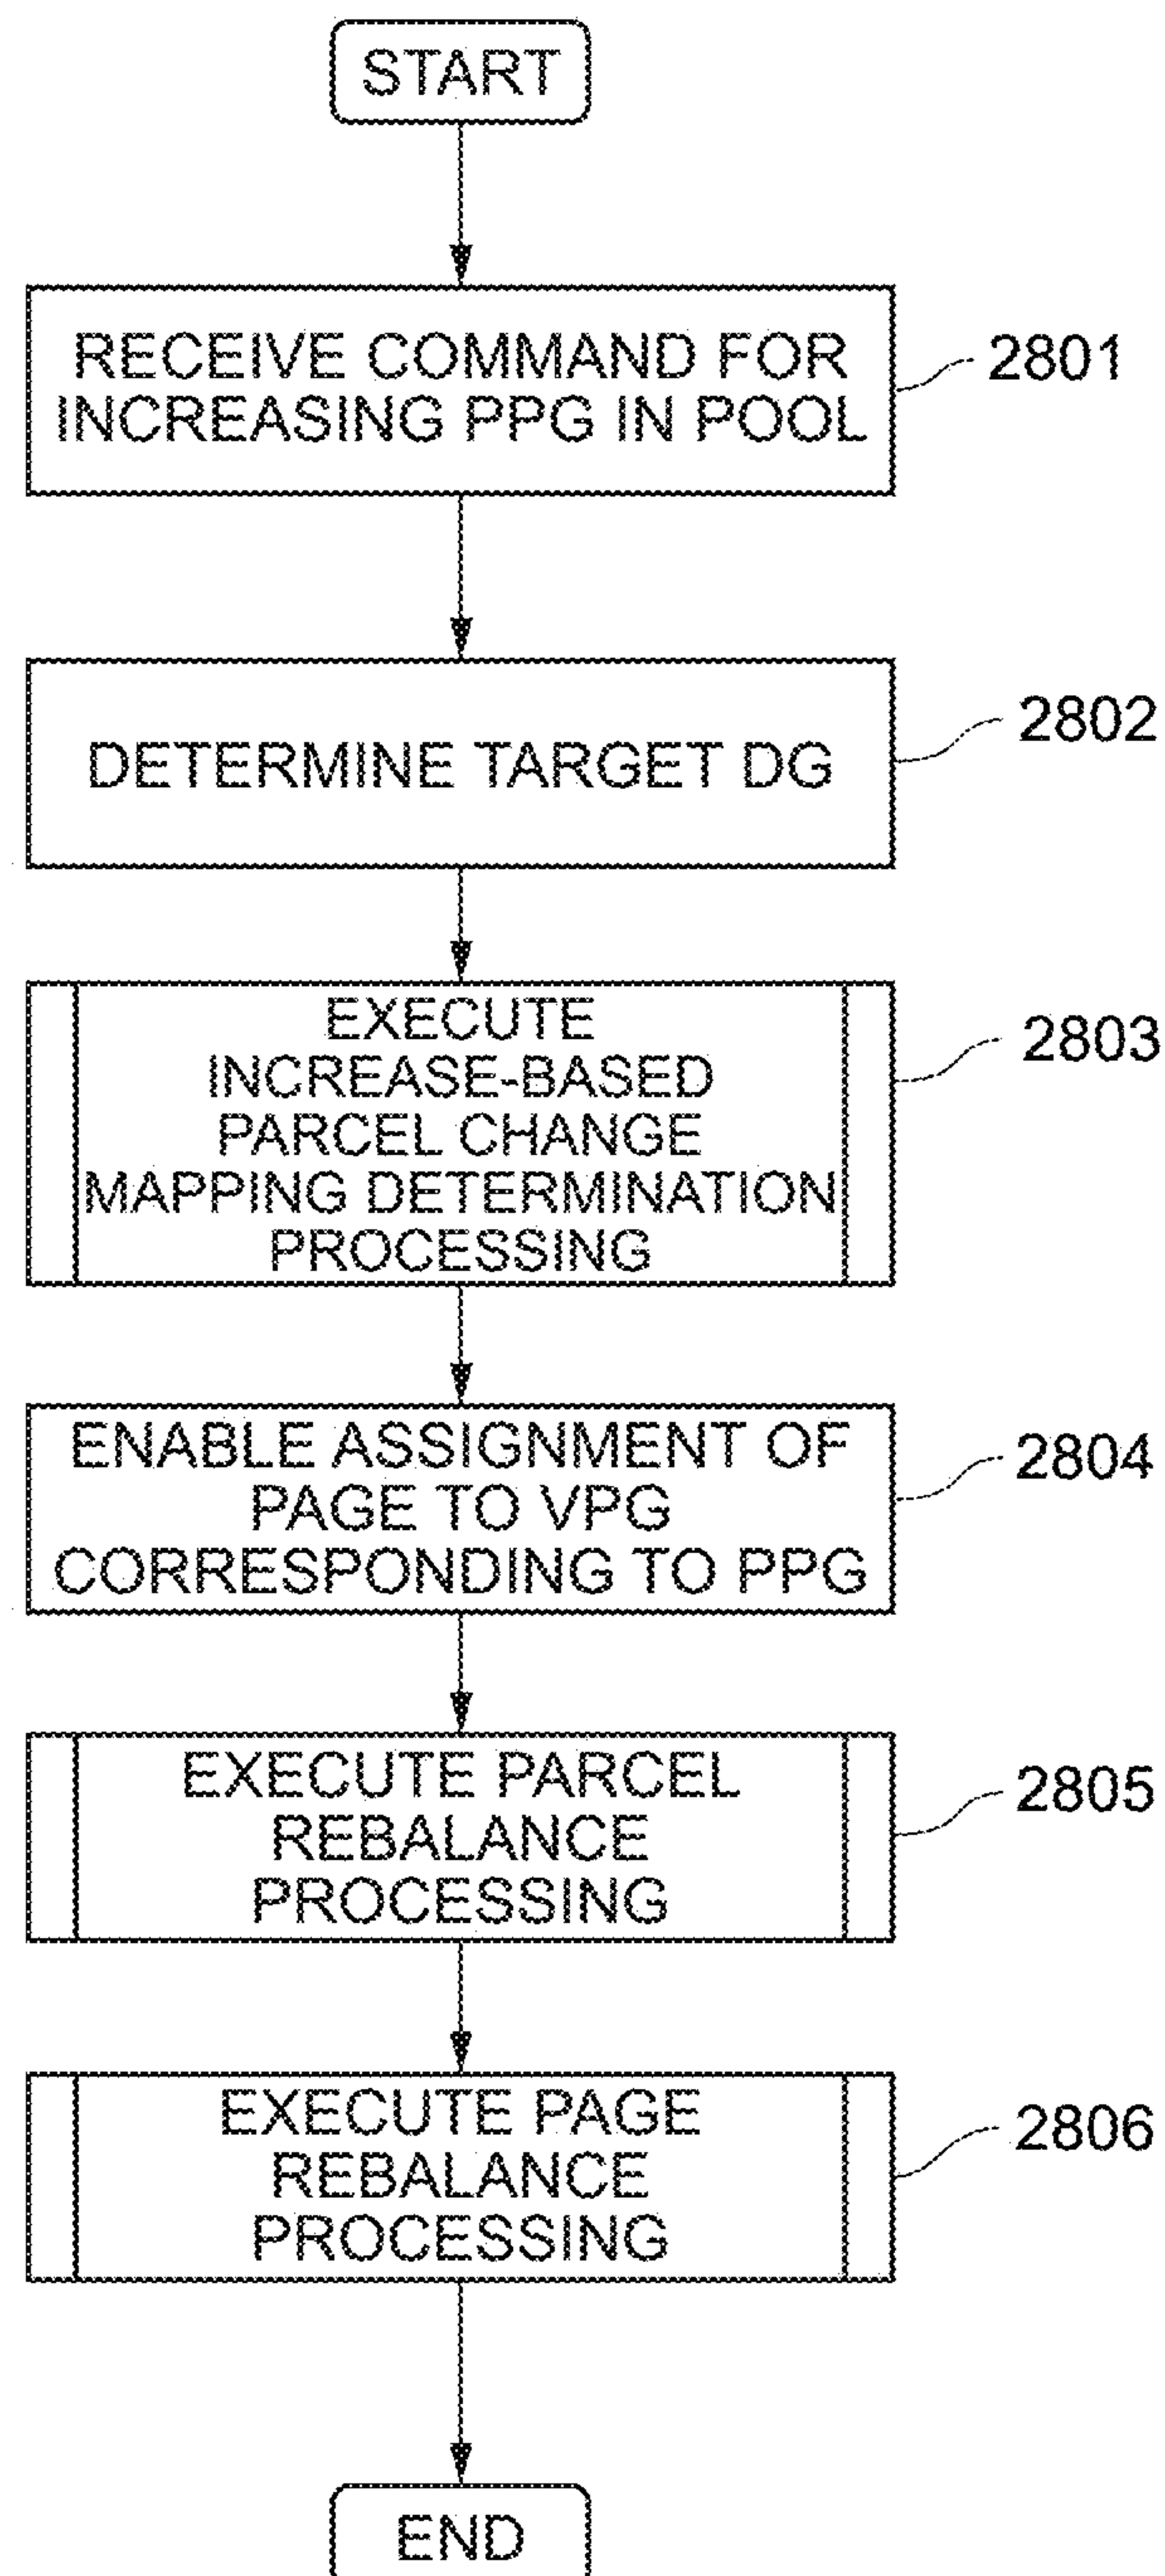 START
RECEIVE COMMAND FOR
INCREASING PPG IN POOL
2801
DETERMINE TARGET DG
2802
EXECUTE
INCREASE-BASED
PARCEL CHANGE
MAPPING DETERMINATION
PROCESSING
2803
ENABLE ASSIGNMENT OF
PAGE TO VPG
CORRESPONDING TO PPG
2804
EXECUTE PARCEL
REBALANCE
PROCESSING
2805
EXECUTE PAGE
REBALANCE
PROCESSING
2806
END